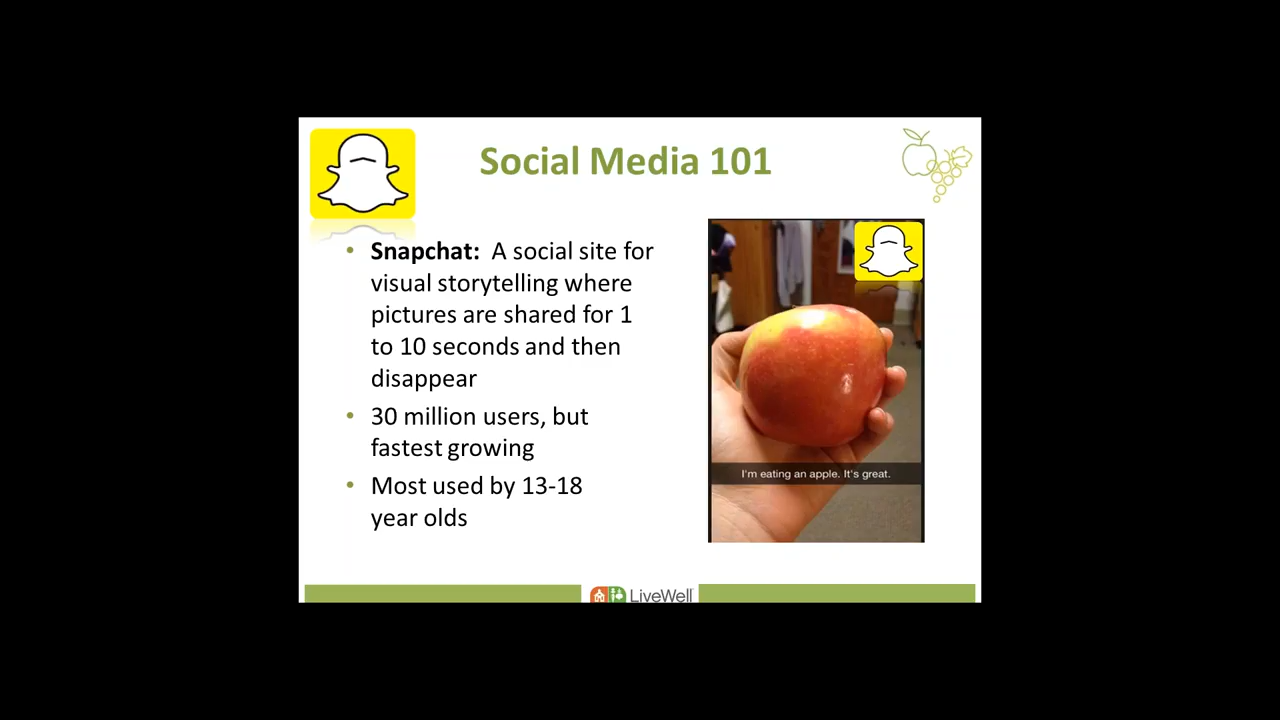 Social Media 101
• Snapchat: A social site for
visual storytelling where
pictures are shared for 1
to 10 seconds and then
disappear
• 30 million users, but
fastest growing
• Most used by 13-18
year olds
I'm eating an apple. It's great.
LiveWell